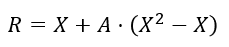 R = X + A · (X² − X)